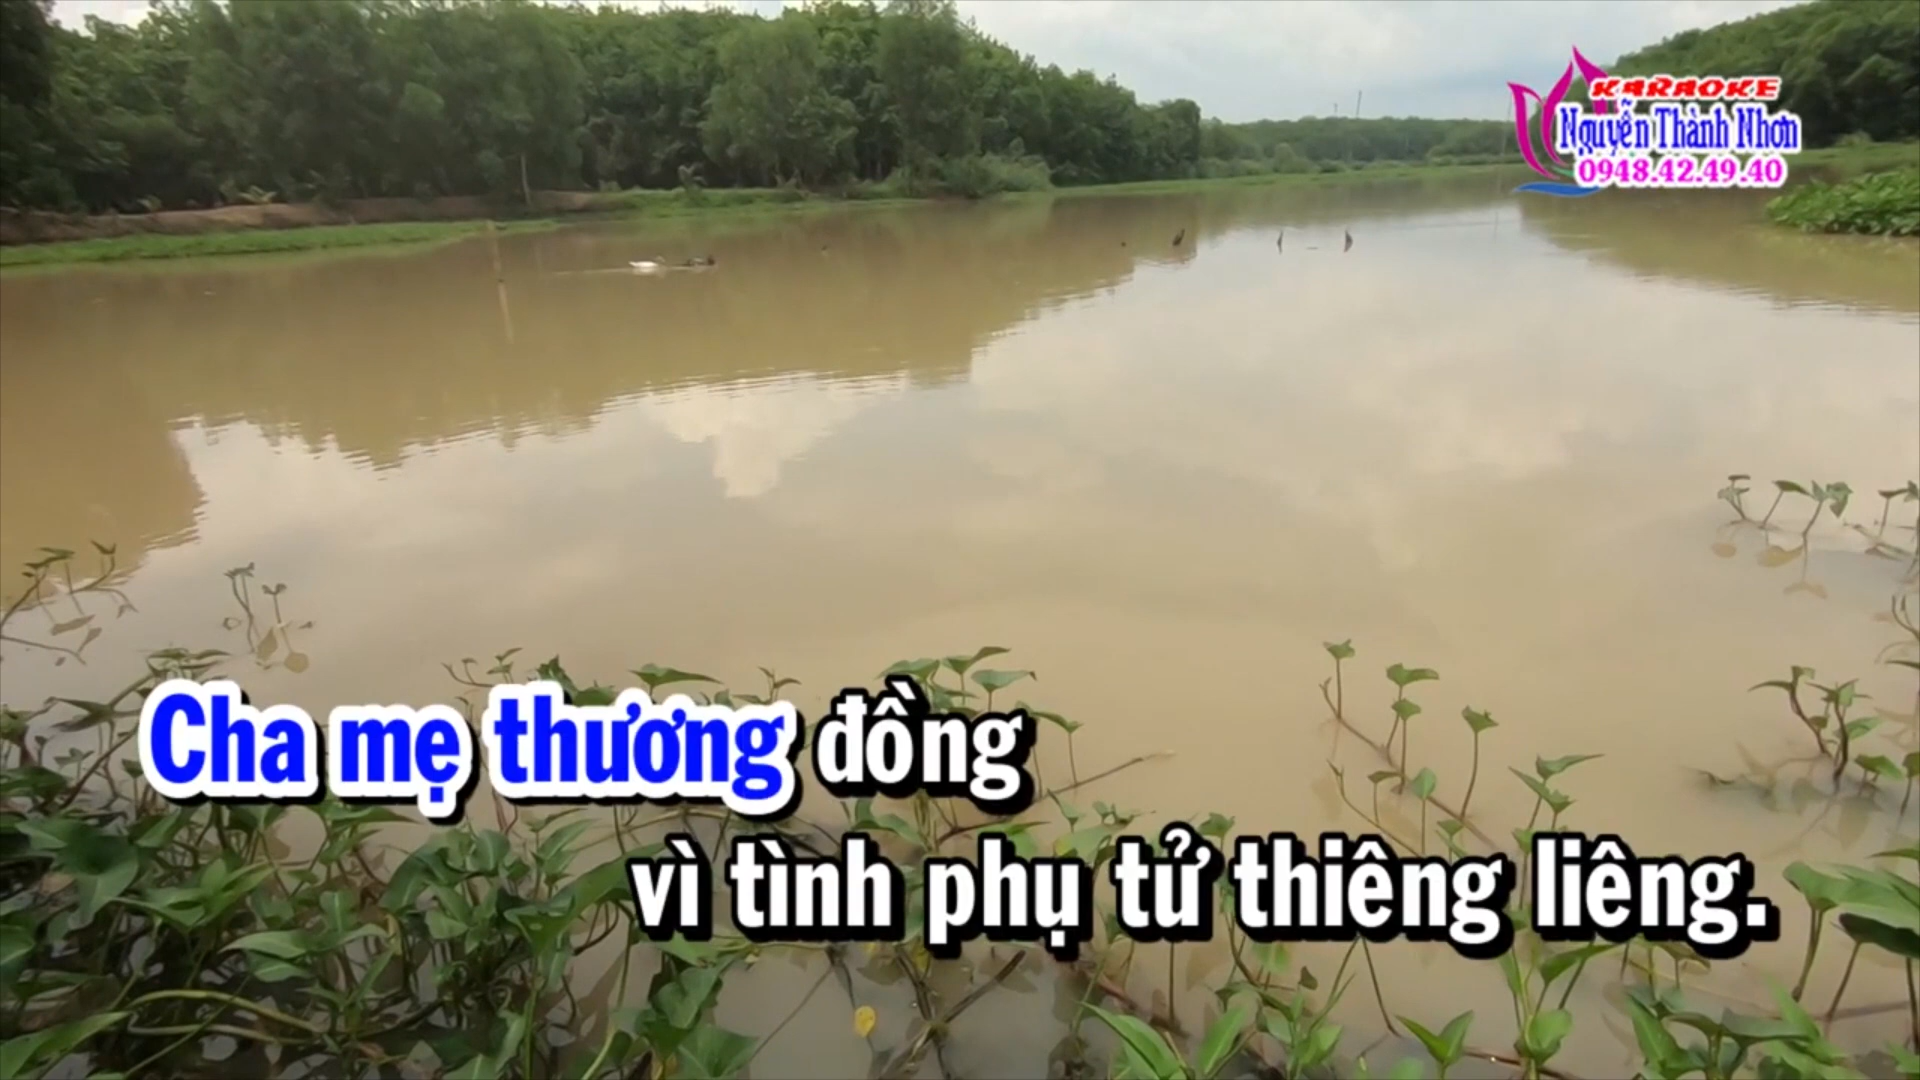 KARAOKE
Nguyễn Thành Nhơn
0948.42.49.40
Cha mẹ thương đồng
vì tình phụ tử thiêng liêng.